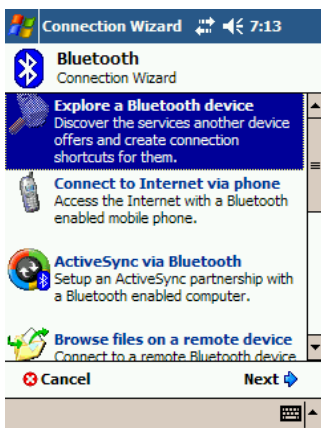 Connection Wizard 7:13
Bluetooth
Connection Wizard
Explore a Bluetooth device
Discover the services another device
offers and create connection
shortcuts for them.
Connect to Internet via phone
Access the Internet with a Bluetooth
enabled mobile phone.
ActiveSync via Bluetooth
Setup an ActiveSync partnership with
a Bluetooth enabled computer.
Browse files on a remote device
Connect to a remote Bluetooth device
Cancel Next